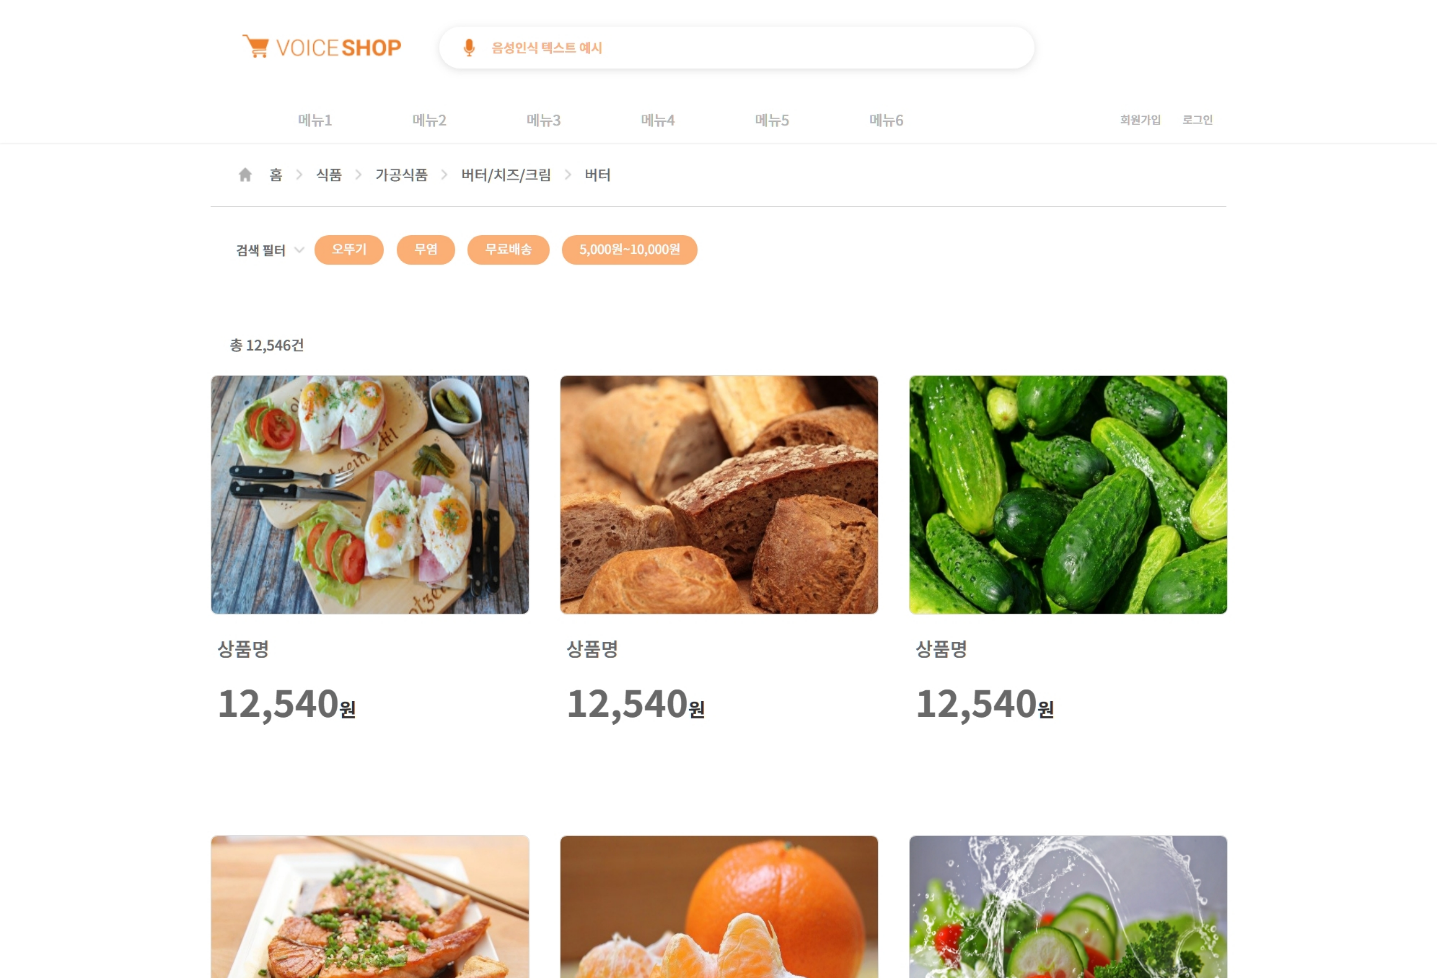 VOICE SHOP
음성인식 텍스트 예시
메뉴1 메뉴2 메뉴3 메뉴4 메뉴5 메뉴6 회원가입 로그인
홈 식품 가공식품 버터/치즈/크림 버터
검색 필터 오뚜기 무염 무료배송 5,000원~10,000원
총 12,546건
상품명 상품명 상품명
12,540원 12,540원 12,540원